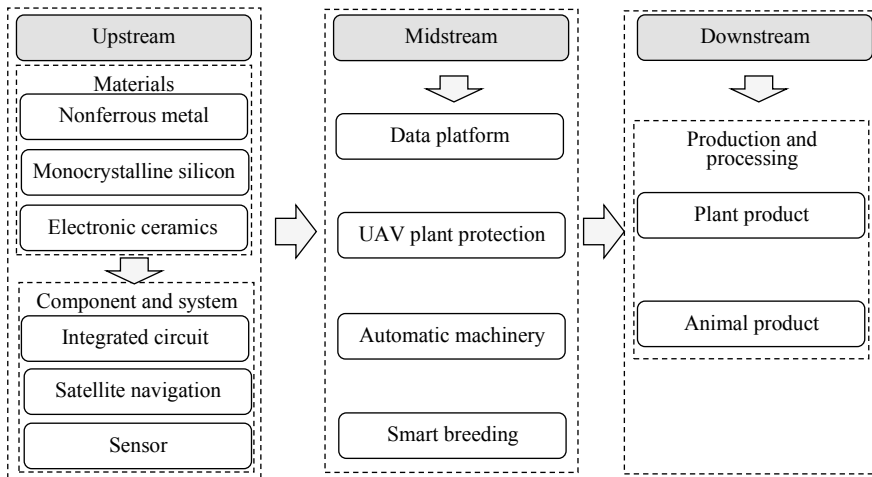 Upstream
Materials
Nonferrous metal
Monocrystalline silicon
Electronic ceramics
Component and system
Integrated circuit
Satellite navigation
Sensor
Midstream
Data platform
UAV plant protection
Automatic machinery
Smart breeding
Downstream
Production and
processing
Plant product
Animal product